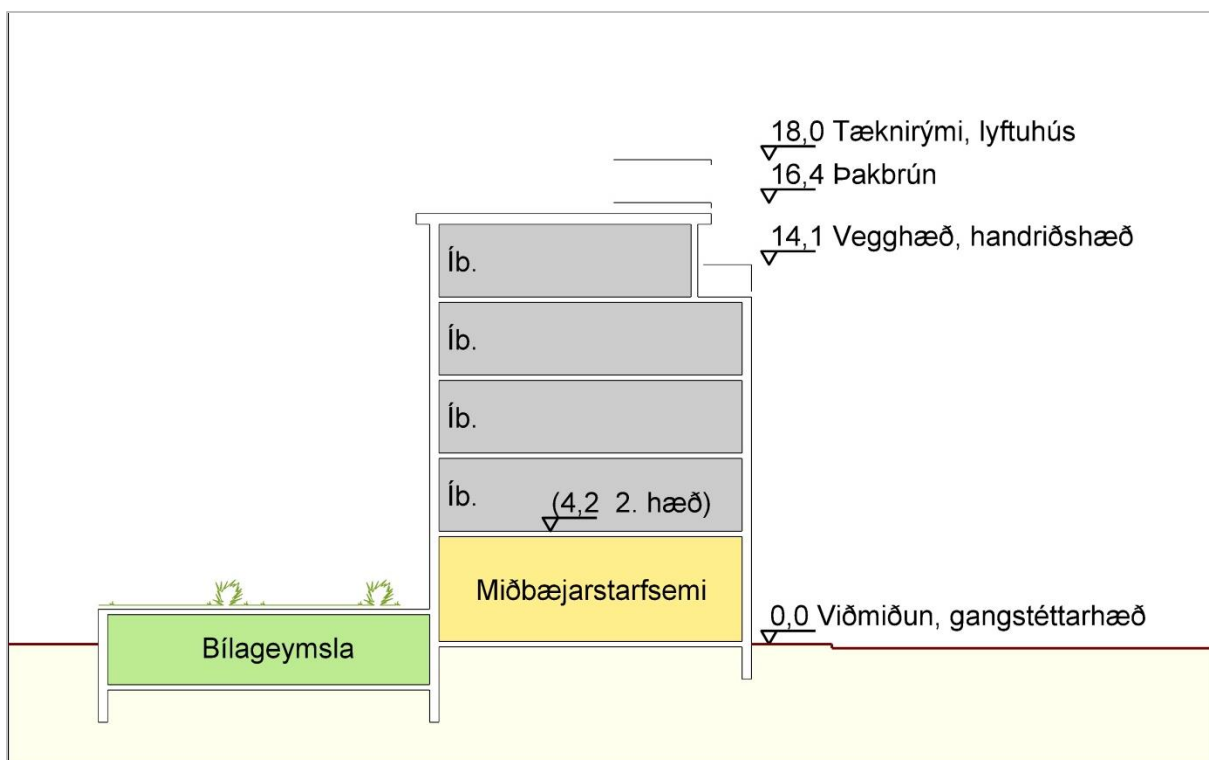 18,0 Tæknirými, lyftuhús
16,4 Þakbrún
14,1 Vegghæð, handriðshæð
Íb.
Íb.
Íb.
Íb.
(4,2 2. hæð)
Miðbæjarstarfsemi
0,0 Viðmiðun, gangstéttarhæð
Bílageymsla